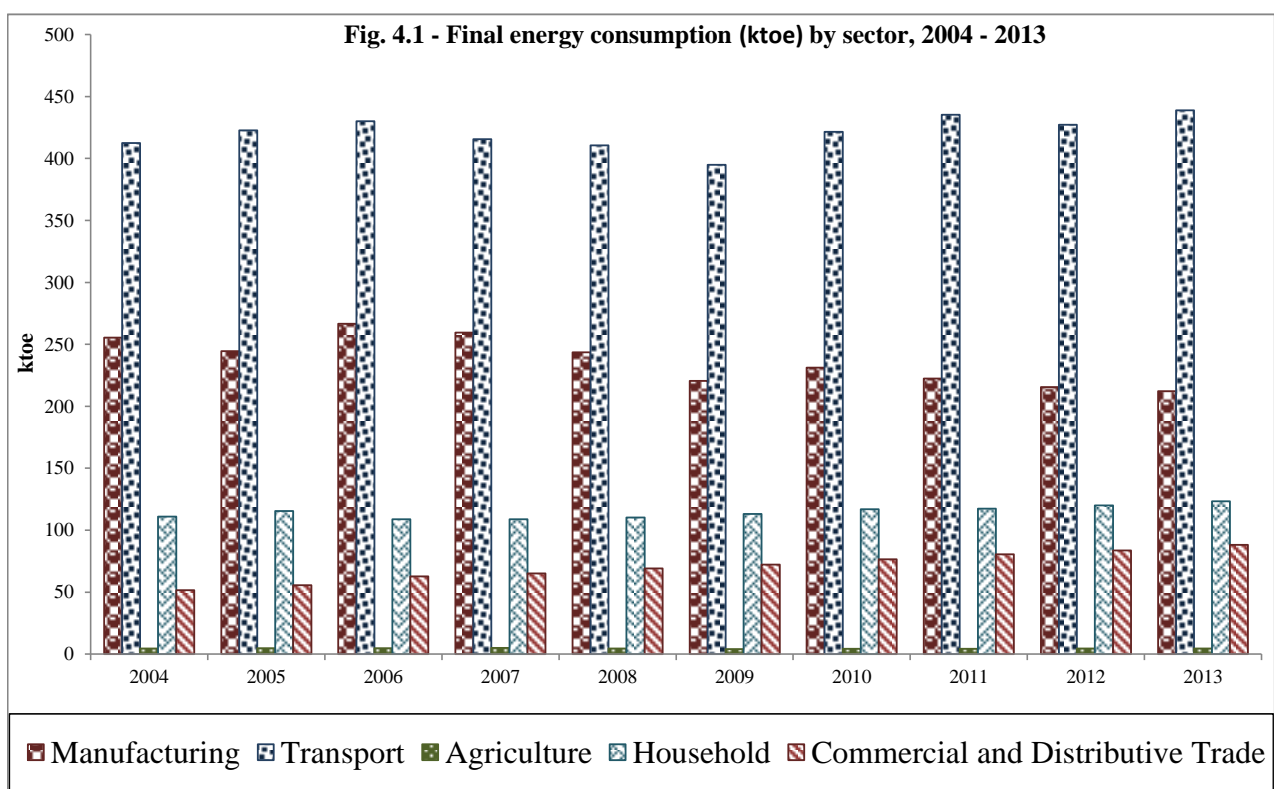 Fig. 4.1 - Final energy consumption (ktoe) by sector, 2004 - 2013
500
450
400
350
300
250
200
150
100
50
0
ktoe
2004 2005 2006 2007 2008 2009 2010 2011 2012 2013
Manufacturing Transport Agriculture Household Commercial and Distributive Trade